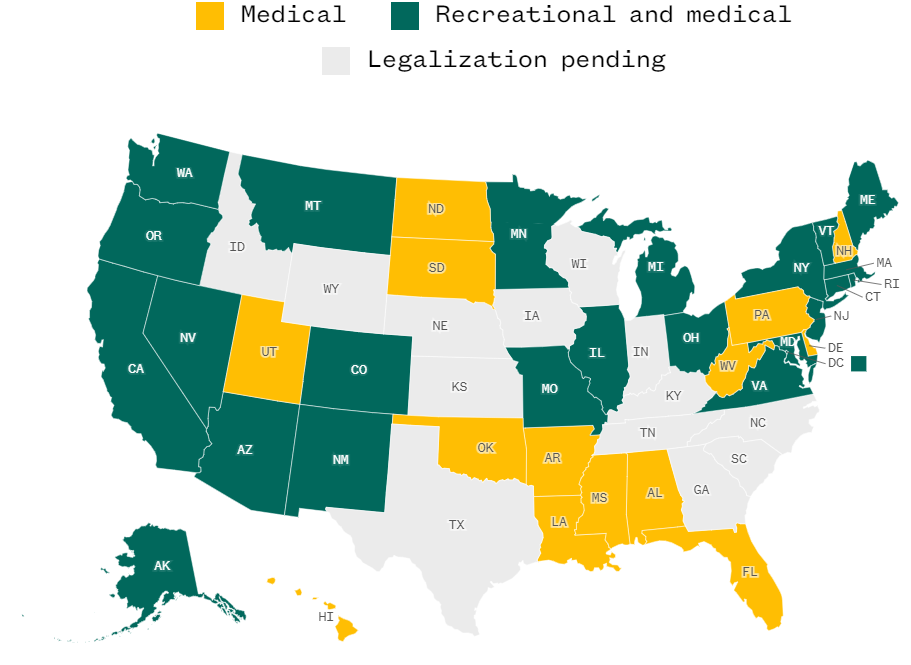 Medical
Recreational and medical
Legalization pending
WA
MT
ND
MN
ME
OR
ID
SD
WI
MI
VT
NH
NY
MA
WY
RI
CT
NE
IA
PA
NJ
NV
UT
CO
IL
IN
OH
MD
DE
DC
CA
KS
MO
WV
VA
KY
AZ
NM
OK
AR
TN
NC
SC
MS
AL
GA
TX
LA
AK
FL
HI